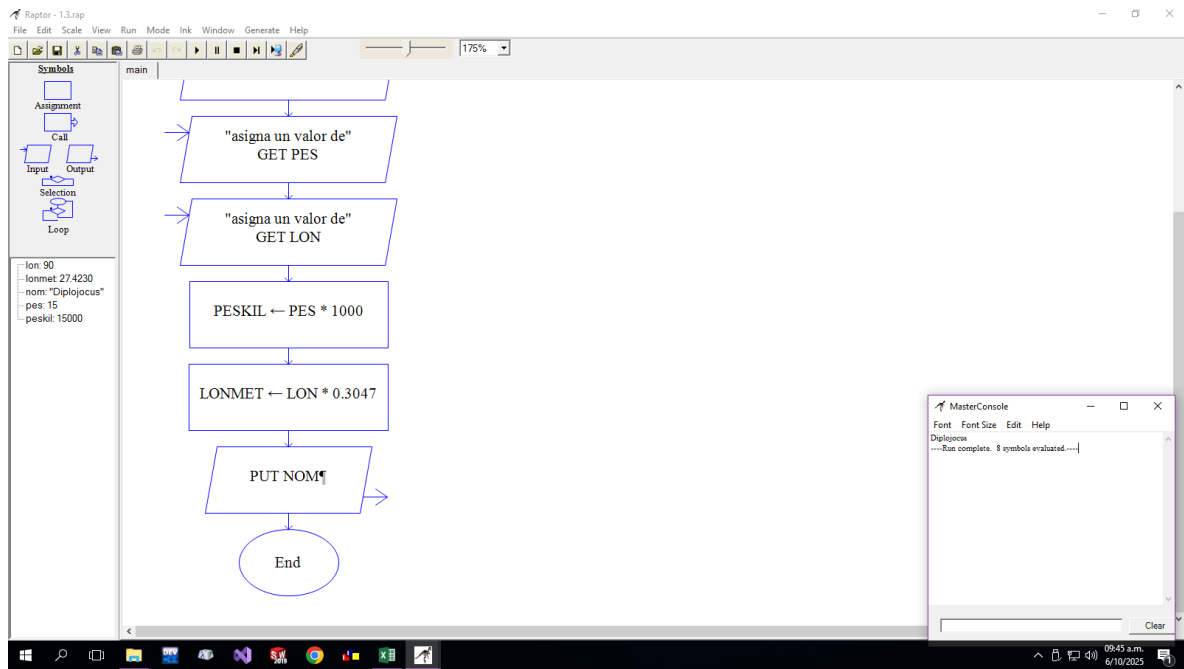 Raptor - 1.3.rap
File Edit Scale View Run Mode Ink Window Generate Help
175%
Symbols
Assignment
Call
Input Output
Selection
Loop
main
"asigna un valor de"
GET PES
"asigna un valor de"
GET LON
PESKIL ← PES * 1000
LONMET ← LON * 0.3047
PUT NOM¶
End
lon: 90
lonmet: 27.4230
nom: "Diplojocus"
pes: 15
peskil: 15000
MasterConsole
Font Font Size Edit Help
Diplojocus
----Run complete. 8 symbols evaluated.----
Clear
DEV
SW
2019
09:45 a.m.
6/10/2025